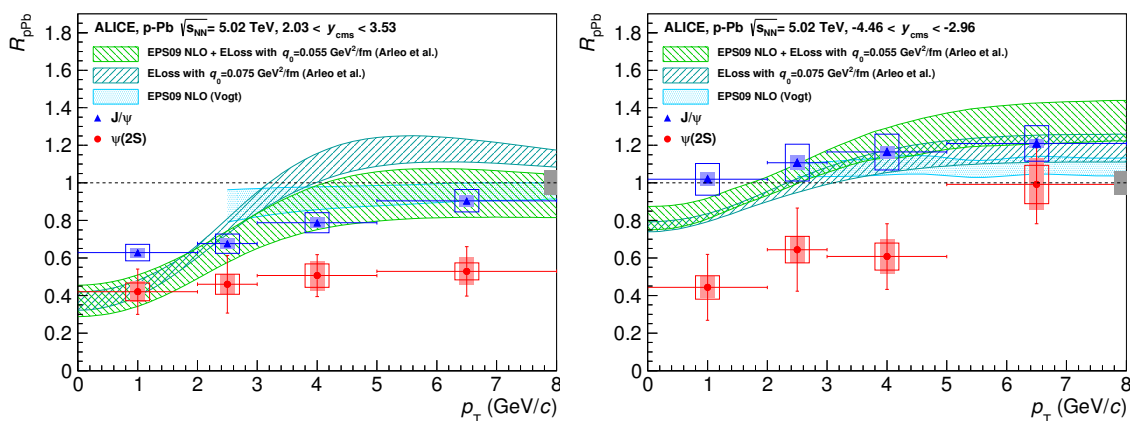 ALICE, p-Pb √sNN= 5.02 TeV, 2.03 < ycms < 3.53
EPS09 NLO + ELoss with q0=0.055 GeV²/fm (Arleo et al.)
ELoss with q0=0.075 GeV²/fm (Arleo et al.)
EPS09 NLO (Vogt)
J/ψ
ψ(2S)
RpPb
1.8
1.6
1.4
1.2
1
0.8
0.6
0.4
0.2
0
0 1 2 3 4 5 6 7 8
pT (GeV/c)
ALICE, p-Pb √sNN= 5.02 TeV, -4.46 < ycms < -2.96
EPS09 NLO + ELoss with q0=0.055 GeV²/fm (Arleo et al.)
ELoss with q0=0.075 GeV²/fm (Arleo et al.)
EPS09 NLO (Vogt)
J/ψ
ψ(2S)
RpPb
1.8
1.6
1.4
1.2
1
0.8
0.6
0.4
0.2
0
0 1 2 3 4 5 6 7 8
pT (GeV/c)